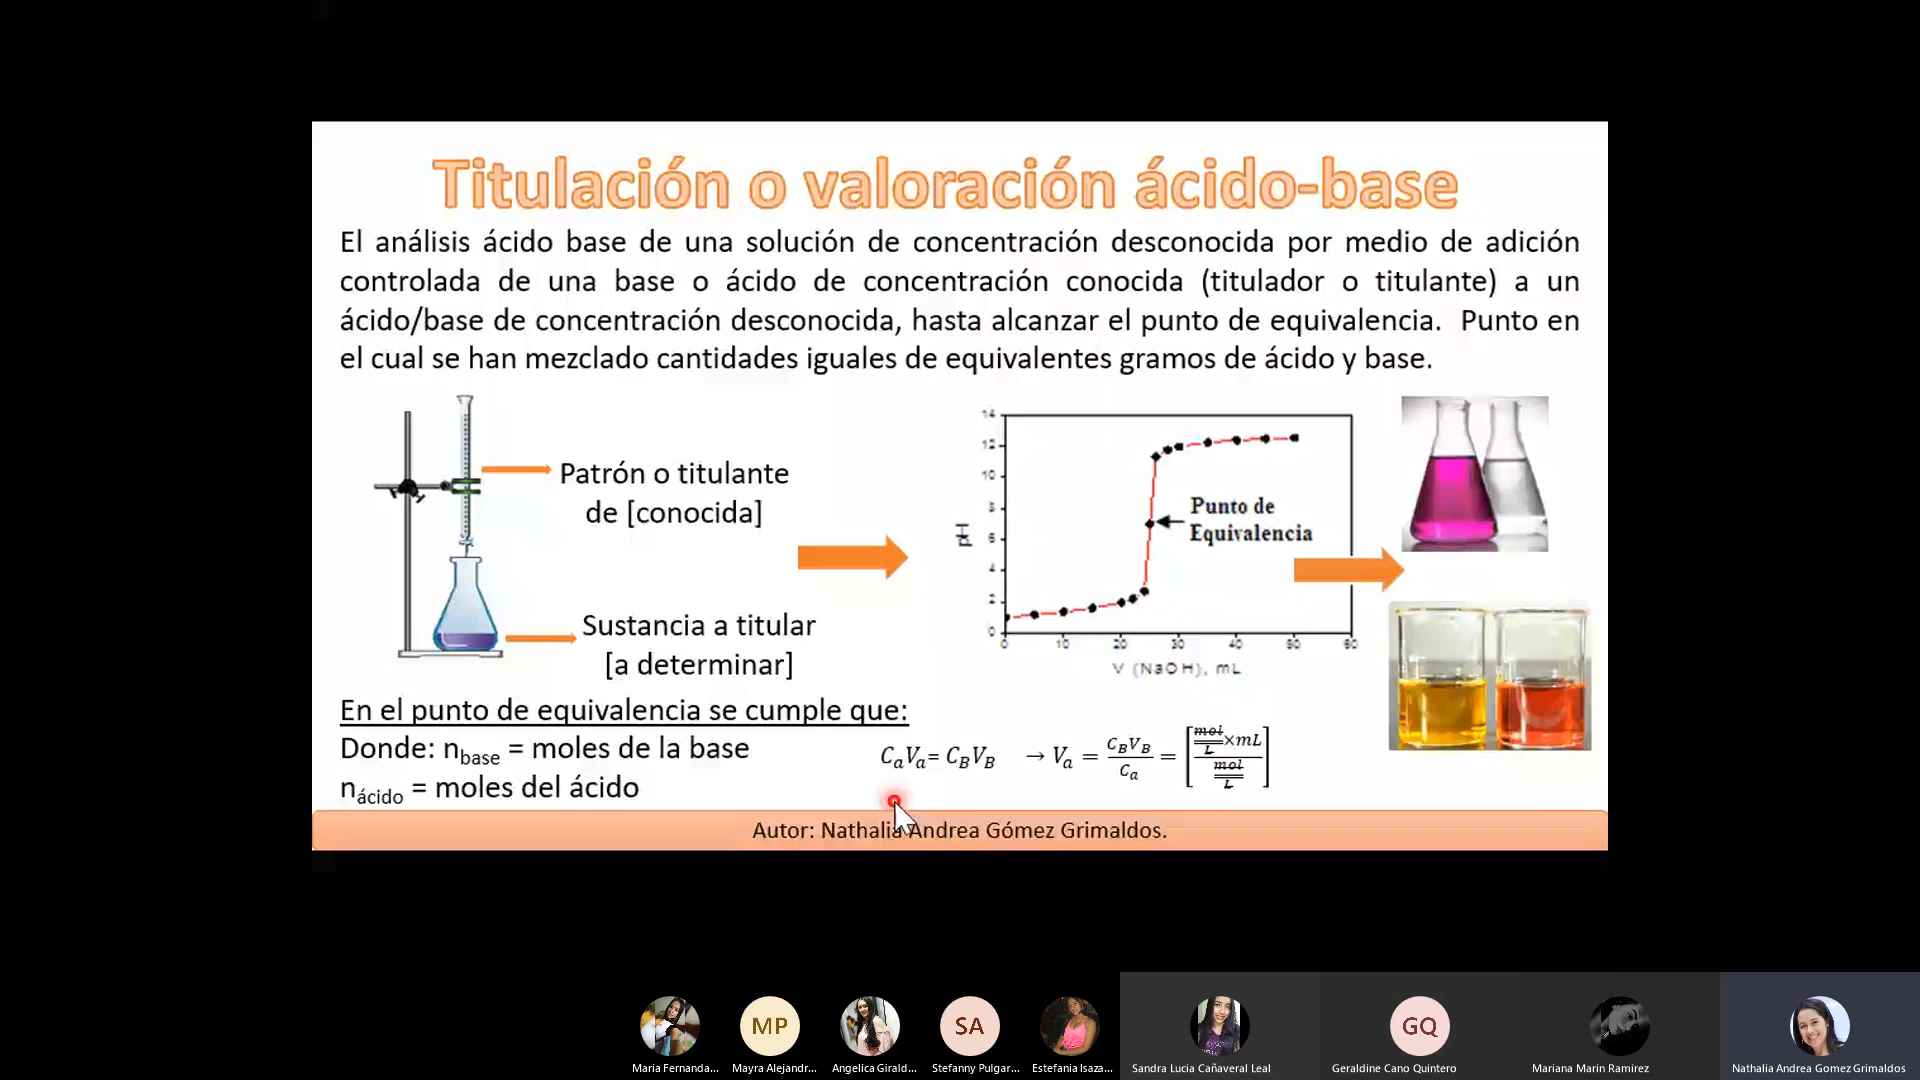 Titulación o valoración ácido-base
El análisis ácido base de una solución de concentración desconocida por medio de adición
controlada de una base o ácido de concentración conocida (titulador o titulante) a un
ácido/base de concentración desconocida, hasta alcanzar el punto de equivalencia. Punto en
el cual se han mezclado cantidades iguales de equivalentes gramos de ácido y base.
Patrón o titulante
de [conocida]
Sustancia a titular
[a determinar]
14
12
10
8
6
4
2
0
pH
Punto de
Equivalencia
0 10 20 30 40 50 60
V (NaOH), mL
En el punto de equivalencia se cumple que:
Donde: n_base = moles de la base
n_ácido = moles del ácido
C_aV_a= C_BV_B → V_a = C_BV_B / C_a = [mol/L ×mL / mol/L]
Autor: Nathalia Andrea Gómez Grimaldos.
MP
SA
GQ
Maria Fernanda...
Mayra Alejandr...
Angelica Girald...
Stefanny Pulgar...
Estefania Isaza...
Sandra Lucia Cañaveral Leal
Geraldine Cano Quintero
Mariana Marin Ramirez
Nathalia Andrea Gomez Grimaldos